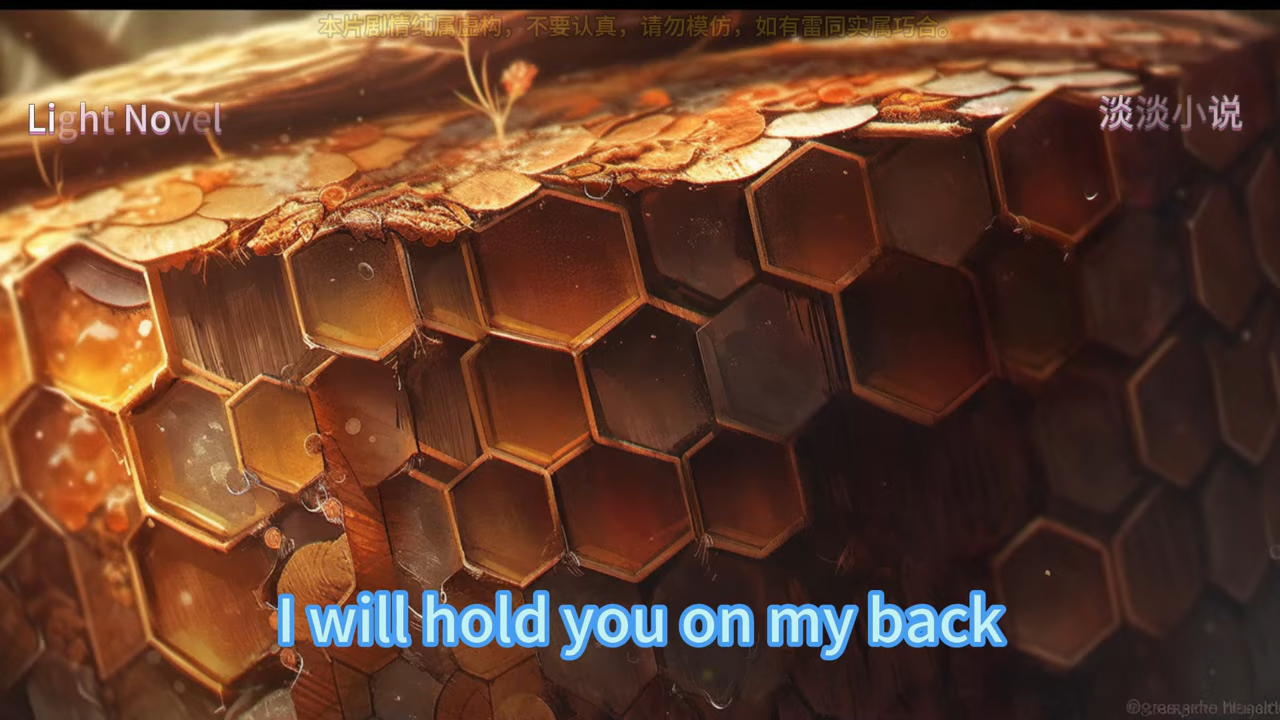 本片剧情纯属虚构，不要认真，请勿模仿，如有雷同实属巧合。
Light Novel
淡淡小说
I will hold you on my back